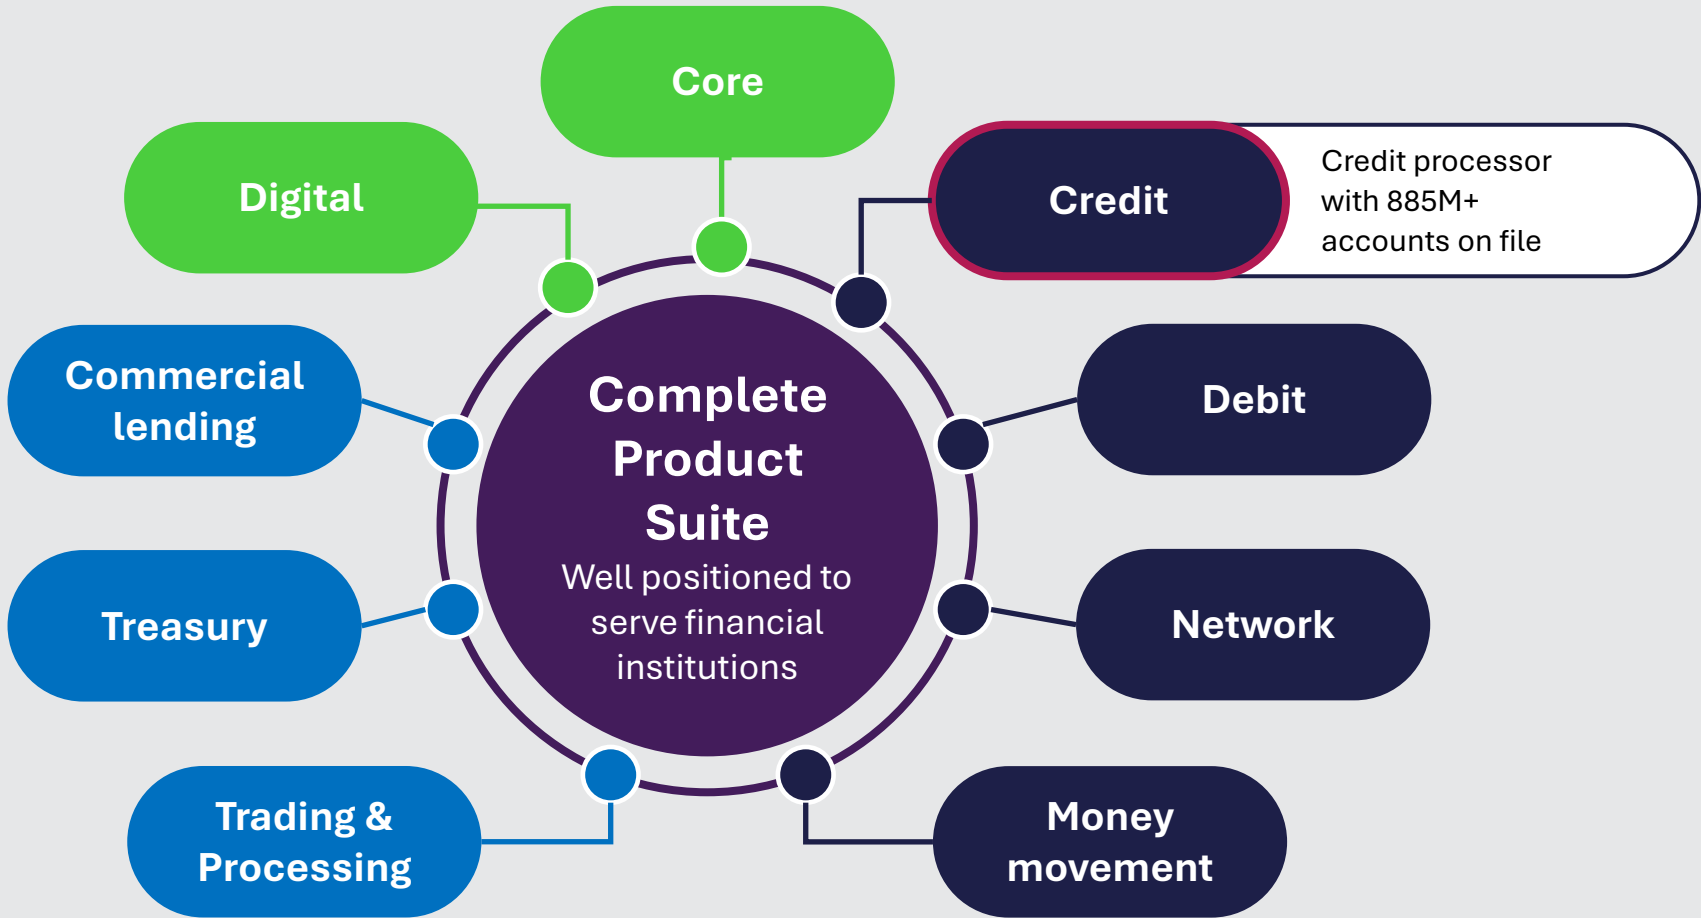 Core
Digital
Credit
Credit processor
with 885M+
accounts on file
Commercial
lending
Complete
Product
Suite
Well positioned to
serve financial
institutions
Debit
Treasury
Network
Trading &
Processing
Money
movement